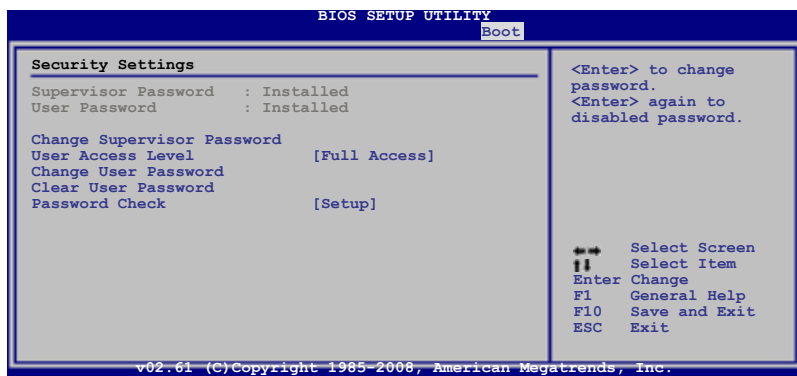 BIOS SETUP UTILITY
Boot
Security Settings
Supervisor Password : Installed
User Password : Installed
Change Supervisor Password
User Access Level [Full Access]
Change User Password
Clear User Password
Password Check [Setup]
<Enter> to change
password.
<Enter> again to
disabled password.
Select Screen
Select Item
Enter Change
F1 General Help
F10 Save and Exit
ESC Exit
v02.61 (C)Copyright 1985-2008, American Megatrends, Inc.